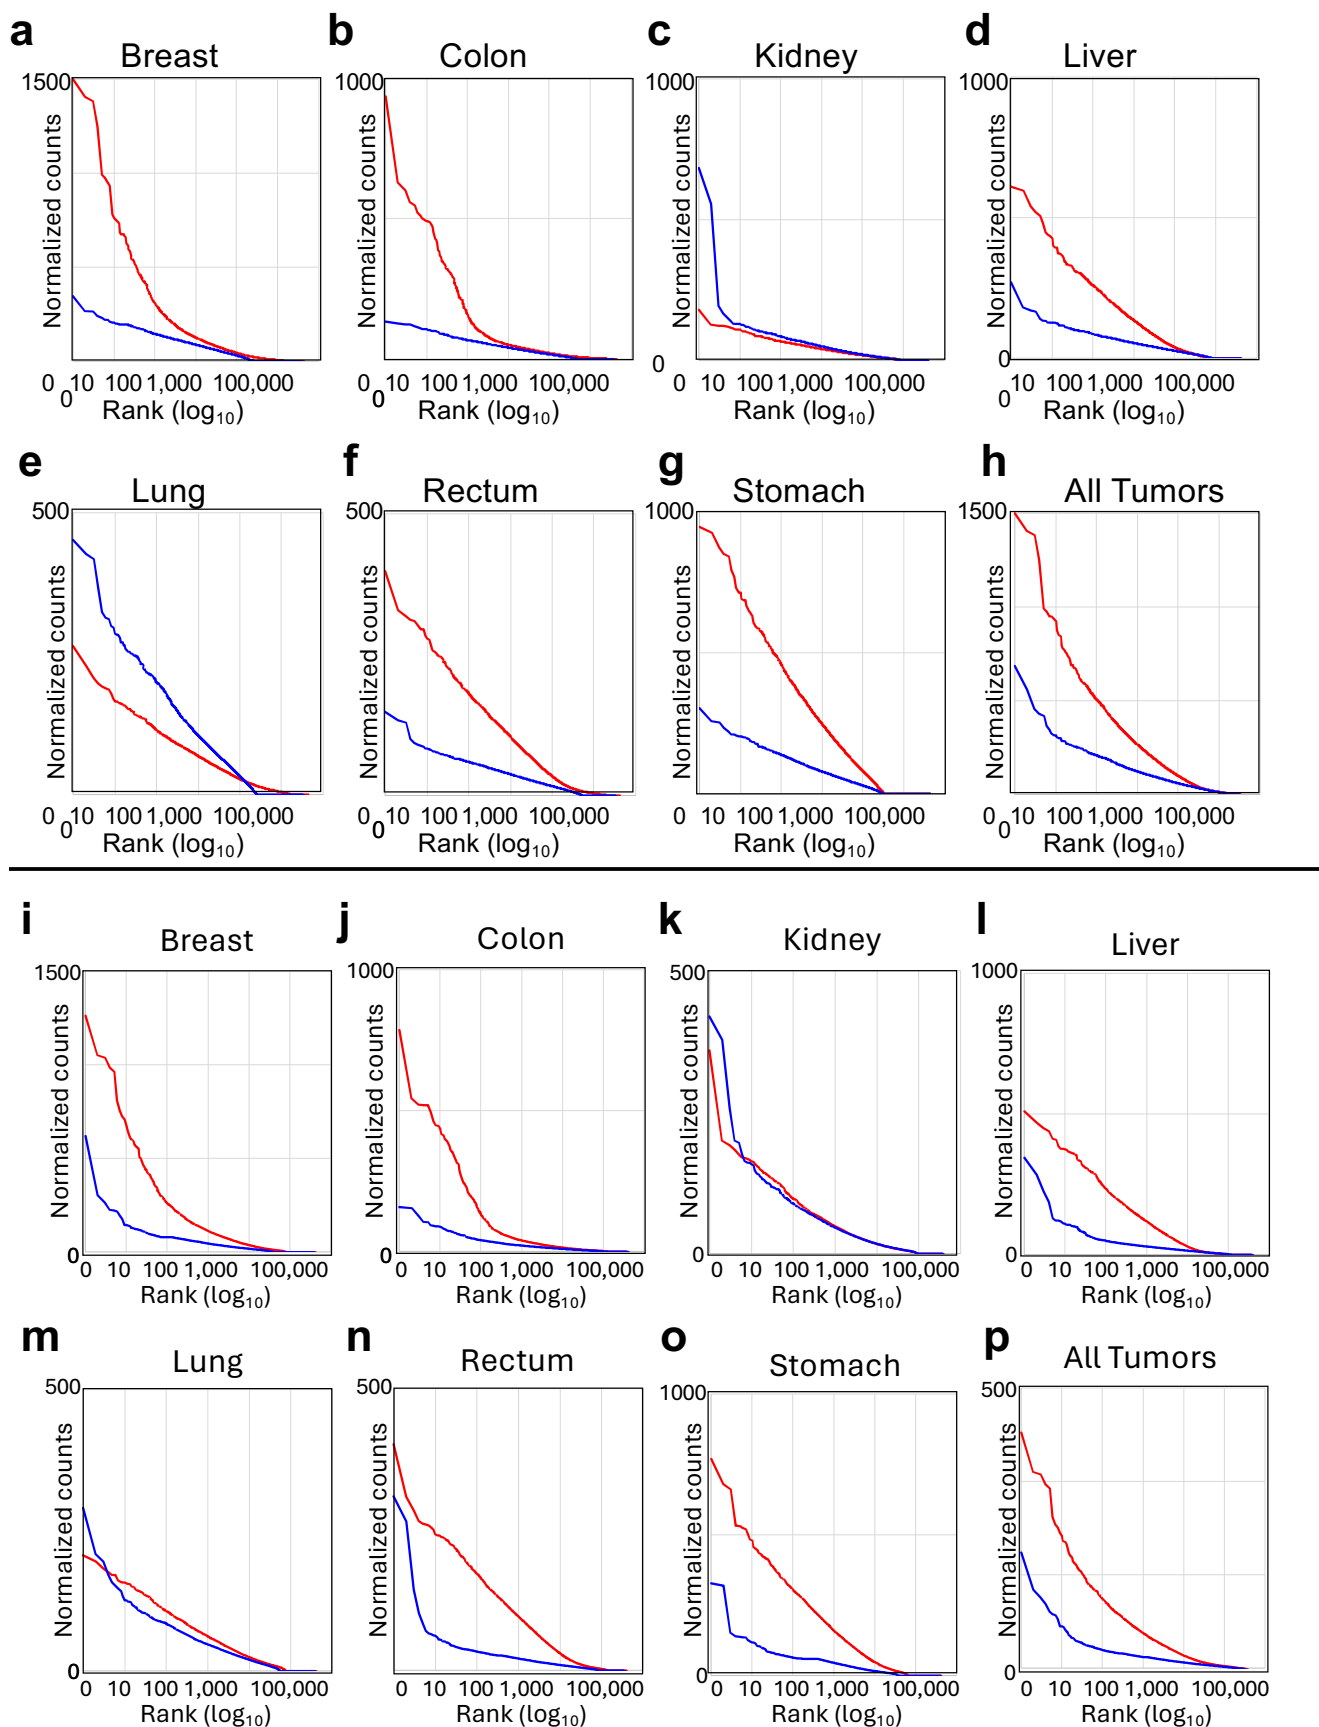 a b c d
Breast Colon Kidney Liver
1500 1000 1000 1000
Normalized counts Normalized counts Normalized counts Normalized counts
0
0 10 100 1,000 100,000 0 10 100 1,000 100,000 0 10 100 1,000 100,000 10 100 1,000 100,000
0 0 0
Rank (log10) Rank (log10) Rank (log10) Rank (log10)
e f g h
Lung Rectum Stomach All Tumors
500 500 1000 1500
Normalized counts Normalized counts Normalized counts Normalized counts
0 10 100 1,000 100,000 0 10 100 1,000 100,000 0 10 100 1,000 100,000 0 10 100 1,000 100,000
0 0
Rank (log10) Rank (log10) Rank (log10) Rank (log10)
i j k l
Breast Colon Kidney Liver
1500 1000 500 1000
Normalized counts Normalized counts Normalized counts Normalized counts
0 0 0 0
0 10 100 1,000 100,000 0 10 100 1,000 100,000 0 10 100 1,000 100,000 0 10 100 1,000 100,000
Rank (log10) Rank (log10) Rank (log10) Rank (log10)
m n o p
Lung Rectum Stomach All Tumors
500 500 1000 500
Normalized counts Normalized counts Normalized counts Normalized counts
0 0 0 0
0 10 100 1,000 100,000 0 10 100 1,000 100,000 0 10 100 1,000 100,000 0 10 100 1,000 100,000
Rank (log10) Rank (log10) Rank (log10) Rank (log10)